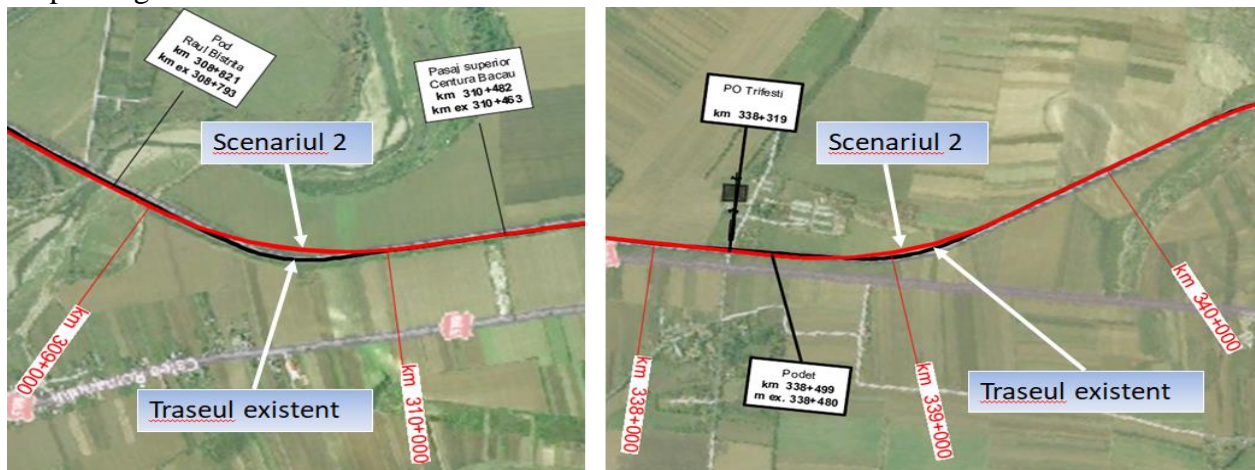 Pod
Raul Bistrita
km 308+821
km ex 308+793
Pasaj superior
Centura Bacau
km 310+482
km ex 310+463
Scenariul 2
km 309+000
km 310+000
Traseul existent
PO Trifesti
km 338+319
Scenariul 2
km 338+000
Podet
km 338+499
m ex. 338+480
km 339+000
km 340+000
Traseul existent